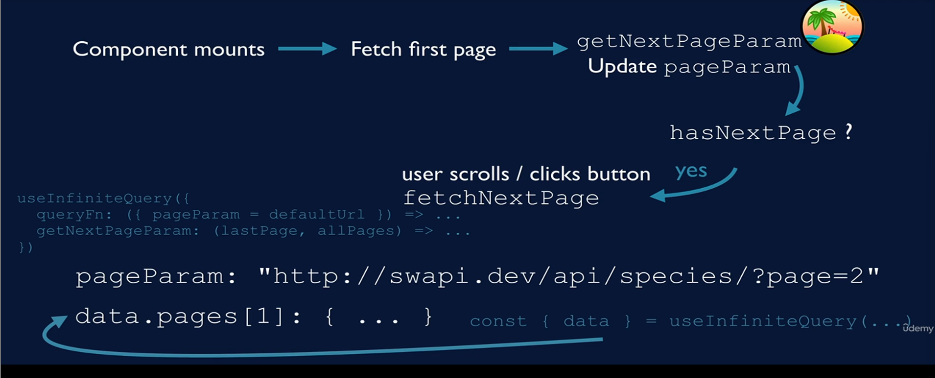 Component mounts
Fetch first page
getNextPageParam
Update pageParam
hasNextPage ?
yes
user scrolls / clicks button
fetchNextPage
useInfiniteQuery({
queryFn: ({ pageParam = defaultUrl }) => ...
getNextPageParam: (lastPage, allPages) => ...
})
pageParam: "http://swapi.dev/api/species/?page=2"
data.pages[1]: { ... }
const { data } = useInfiniteQuery(...)
udemy